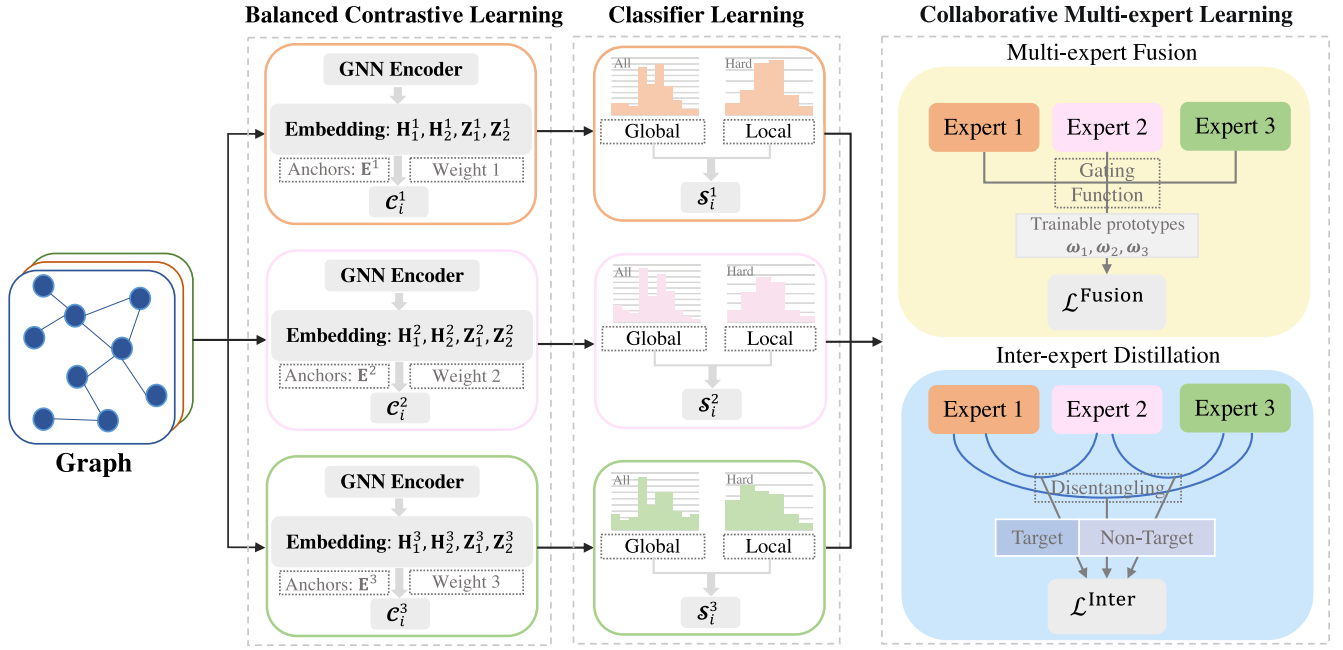 Balanced Contrastive Learning
Classifier Learning
Collaborative Multi-expert Learning
Graph
GNN Encoder
Embedding: H₁¹, H₂¹, Z₁¹, Z₂¹
Anchors: E¹
Weight 1
𝒞ᵢ¹
GNN Encoder
Embedding: H₁², H₂², Z₁², Z₂²
Anchors: E²
Weight 2
𝒞ᵢ²
GNN Encoder
Embedding: H₁³, H₂³, Z₁³, Z₂³
Anchors: E³
Weight 3
𝒞ᵢ³
All
Hard
Global
Local
𝒮ᵢ¹
All
Hard
Global
Local
𝒮ᵢ²
All
Hard
Global
Local
𝒮ᵢ³
Multi-expert Fusion
Expert 1
Expert 2
Expert 3
Gating
Function
Trainable prototypes
ω₁, ω₂, ω₃
ℒFusion
Inter-expert Distillation
Expert 1
Expert 2
Expert 3
Disentangling
Target
Non-Target
ℒInter